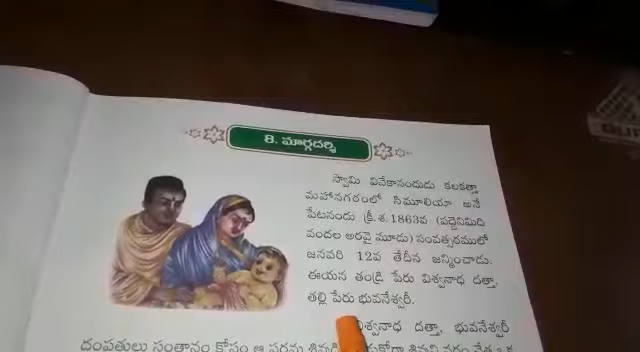 8. మార్గదర్శి
స్వామి వివేకానందుడు కలకత్తా
మహానగరంలో సిమూలియా అనే
పేటనందు క్రీ.శ.1863వ (పద్దెనిమిది
వందల అరవై మూడు) సంవత్సరములో
జనవరి 12వ తేదీన జన్మించాడు.
ఈయన తండ్రి పేరు విశ్వనాధ దత్తా,
తల్లి పేరు భువనేశ్వరీ.
విశ్వనాధ దత్తా, భువనేశ్వరీ
దంపతులు సంతానం కోసం ఆ